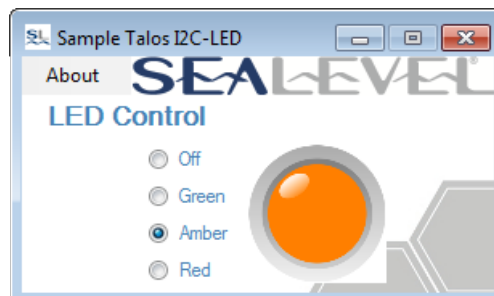 SL Sample Talos I2C-LED
About SEALEVEL®
LED Control
Off
Green
Amber
Red